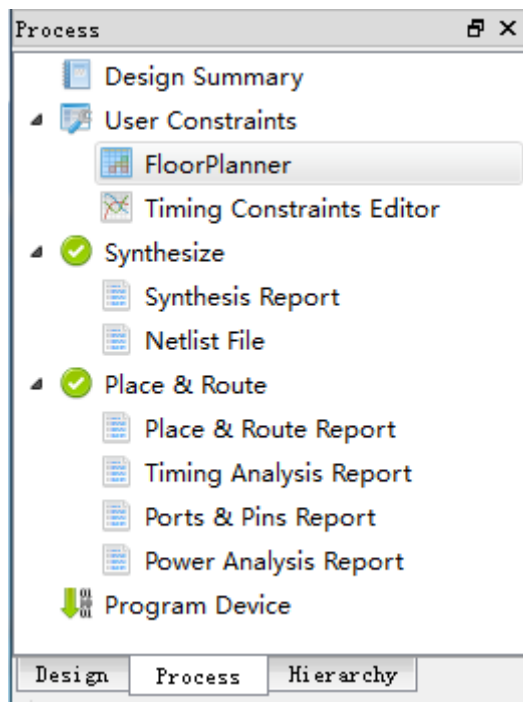 Process
Design Summary
User Constraints
FloorPlanner
Timing Constraints Editor
Synthesize
Synthesis Report
Netlist File
Place & Route
Place & Route Report
Timing Analysis Report
Ports & Pins Report
Power Analysis Report
Program Device
Design Process Hierarchy